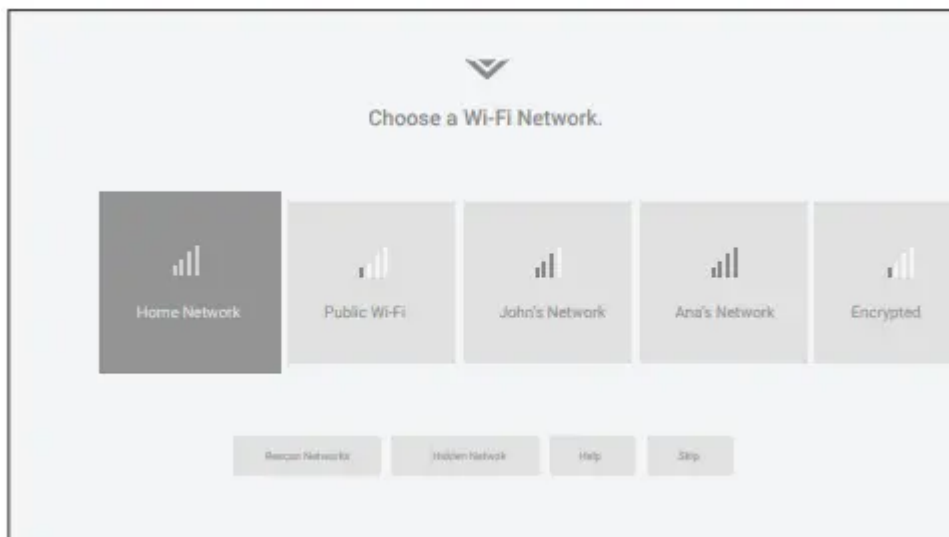 Choose a Wi-Fi Network.
Home Network
Public Wi-Fi
John's Network
Ana's Network
Encrypted
Rescan Networks
Hidden Network
Help
Skip